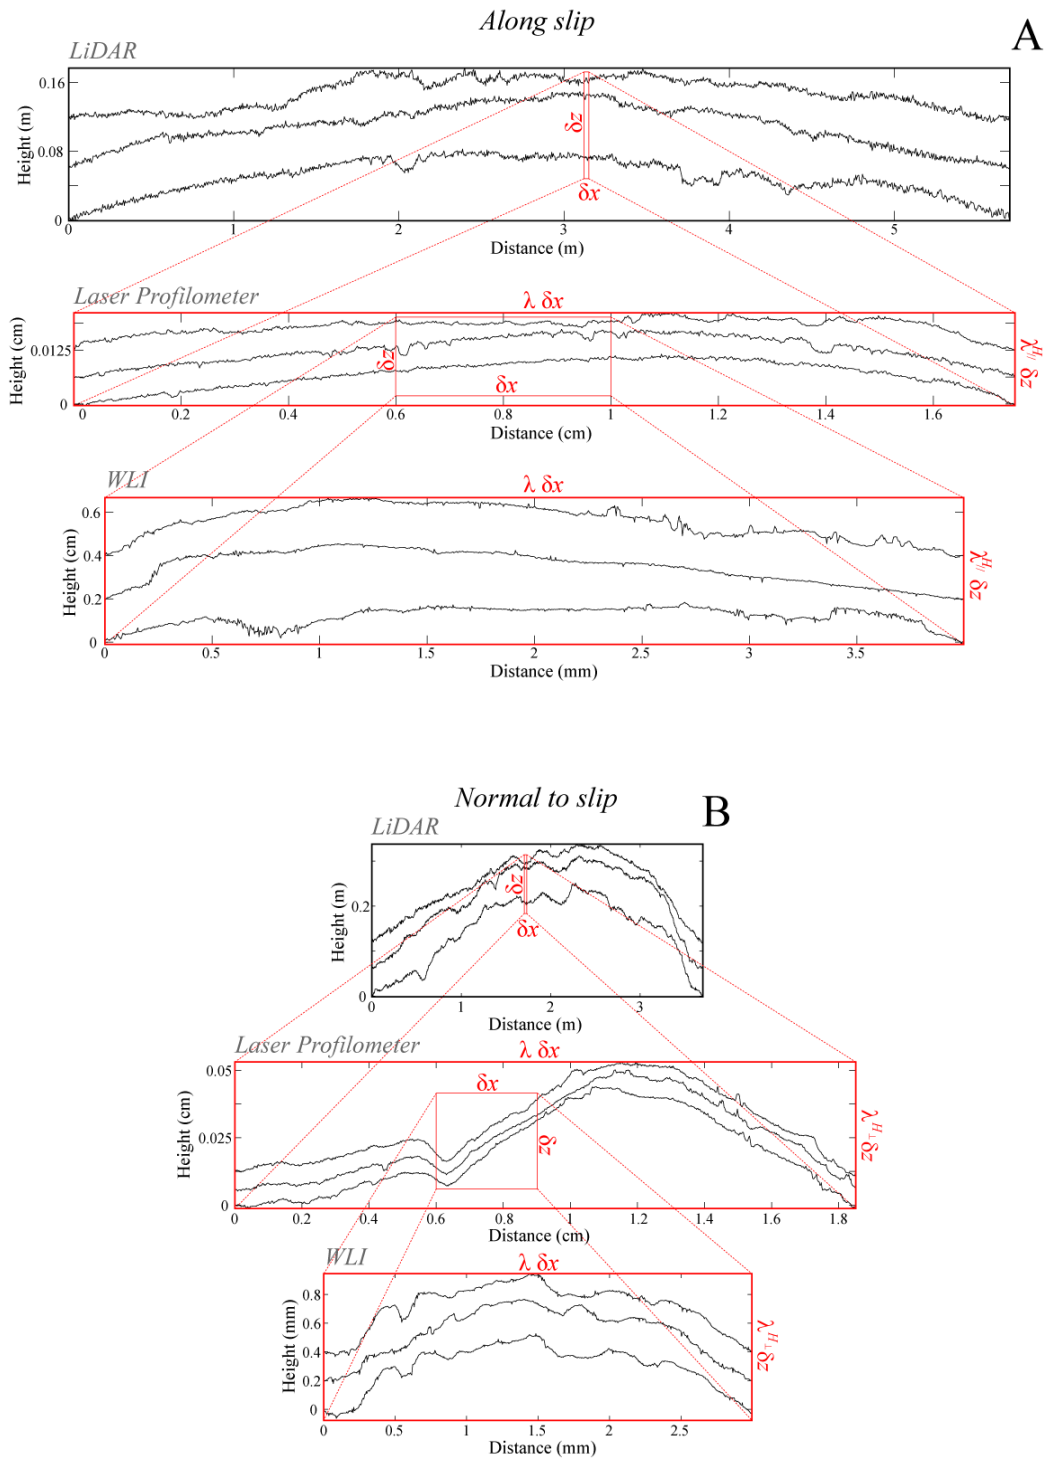 Along slip
A
LiDAR
0.16
0.08
0
Height (m)
δz
δx
0 1 2 3 4 5
Distance (m)
Laser Profilometer
λ δx
0.0125
0
Height (cm)
δz
δx
λ^H// δz
0 0.2 0.4 0.6 0.8 1 1.2 1.4 1.6
Distance (cm)
WLI
λ δx
0.6
0.4
0.2
0
Height (cm)
λ^H// δz
0 0.5 1 1.5 2 2.5 3 3.5
Distance (mm)
Normal to slip
B
LiDAR
0.2
0
Height (m)
δz
δx
0 1 2 3
Distance (m)
Laser Profilometer
λ δx
0.05
0.025
0
Height (cm)
δx
δz
λ^H⊥ δz
0 0.2 0.4 0.6 0.8 1 1.2 1.4 1.6 1.8
Distance (cm)
WLI
λ δx
0.8
0.4
0.2
0
Height (mm)
λ^H⊥ δz
0 0.5 1 1.5 2 2.5
Distance (mm)